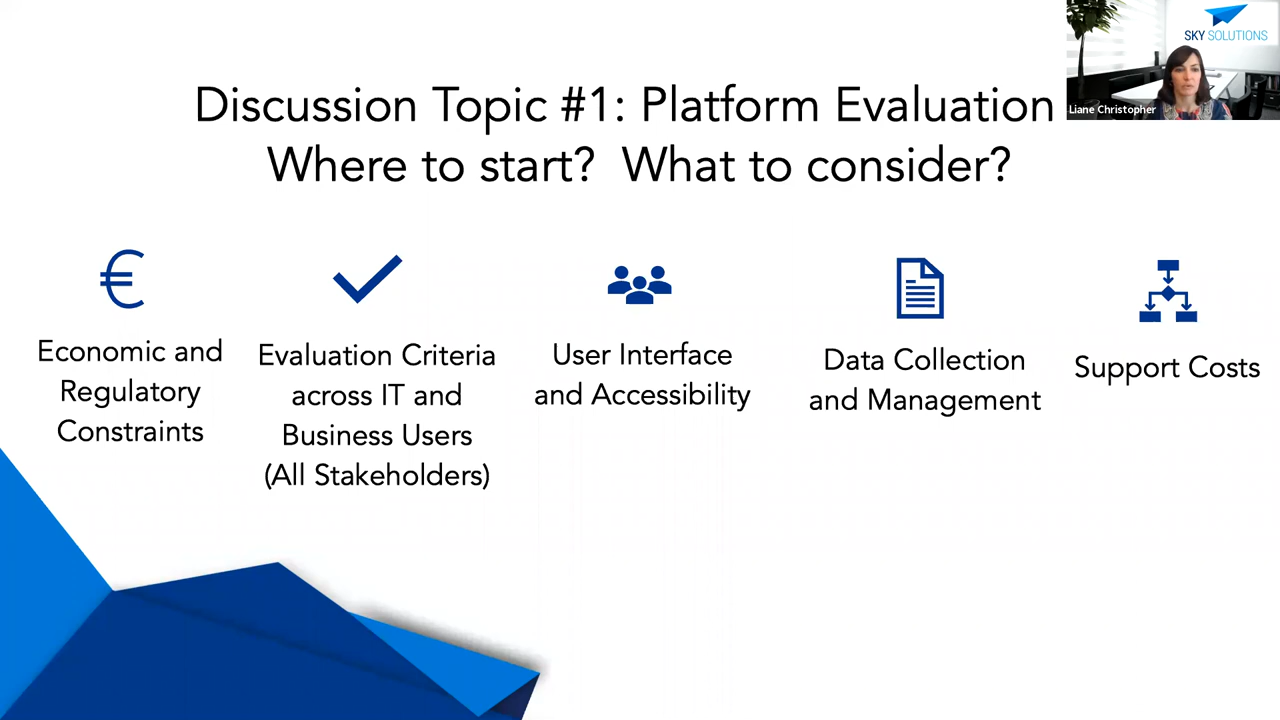 SKY SOLUTIONS
Liane Christopher
Discussion Topic #1: Platform Evaluation
Where to start?  What to consider?
€
Economic and
Regulatory
Constraints
Evaluation Criteria
across IT and
Business Users
(All Stakeholders)
User Interface
and Accessibility
Data Collection
and Management
Support Costs